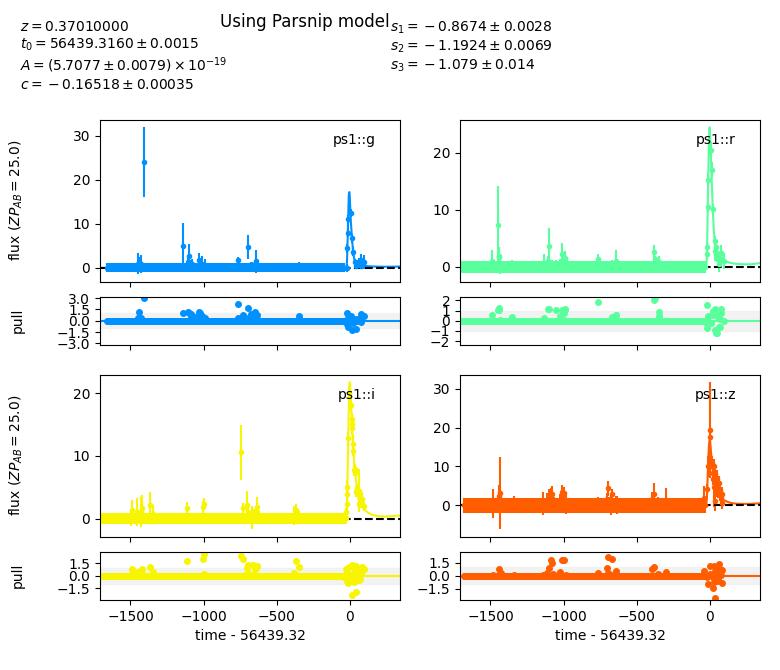 Using Parsnip model
z = 0.37010000
t0 = 56439.3160 ± 0.0015
A = (5.7077 ± 0.0079) × 10^−19
c = −0.16518 ± 0.00035
s1 = −0.8674 ± 0.0028
s2 = −1.1924 ± 0.0069
s3 = −1.079 ± 0.014
flux (ZP_AB = 25.0)
30
20
10
0
ps1::g
20
10
0
ps1::r
pull
3.0
1.5
0.0
−1.5
−3.0
2
1
0
−1
−2
flux (ZP_AB = 25.0)
20
10
0
ps1::i
30
20
10
0
ps1::z
pull
1.5
0.0
−1.5
1.5
0.0
−1.5
−1500 −1000 −500 0
time - 56439.32
−1500 −1000 −500 0
time - 56439.32